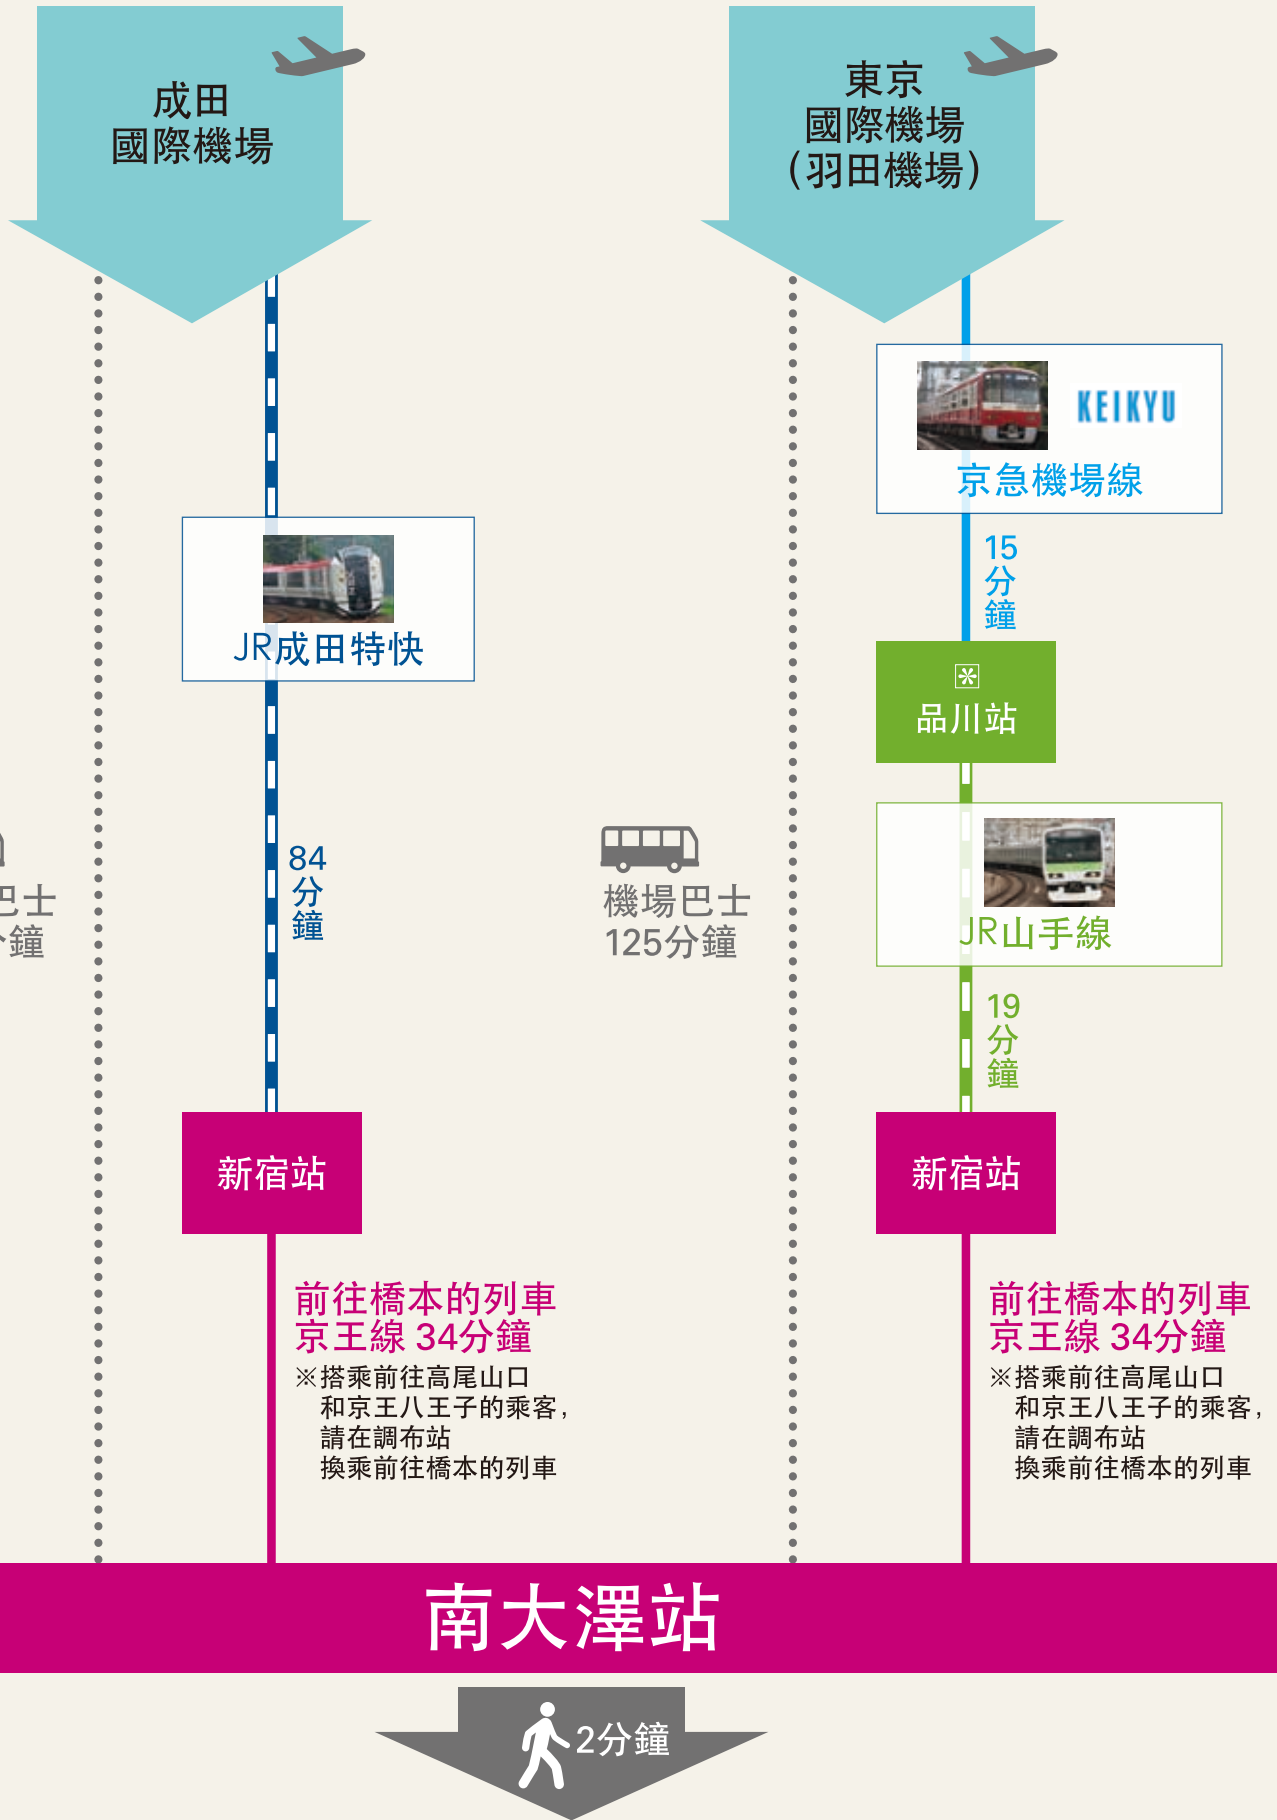 成田
國際機場
東京
國際機場
(羽田機場)
KEIKYU
京急機場線
15
分
鐘
JR成田特快
品川站
巴士
分鐘
84
分
鐘
機場巴士
125分鐘
JR山手線
19
分
鐘
新宿站
新宿站
前往橋本的列車
京王線 34分鐘
※搭乘前往高尾山口
和京王八王子的乘客,
請在調布站
換乘前往橋本的列車
前往橋本的列車
京王線 34分鐘
※搭乘前往高尾山口
和京王八王子的乘客,
請在調布站
換乘前往橋本的列車
南大澤站
2分鐘